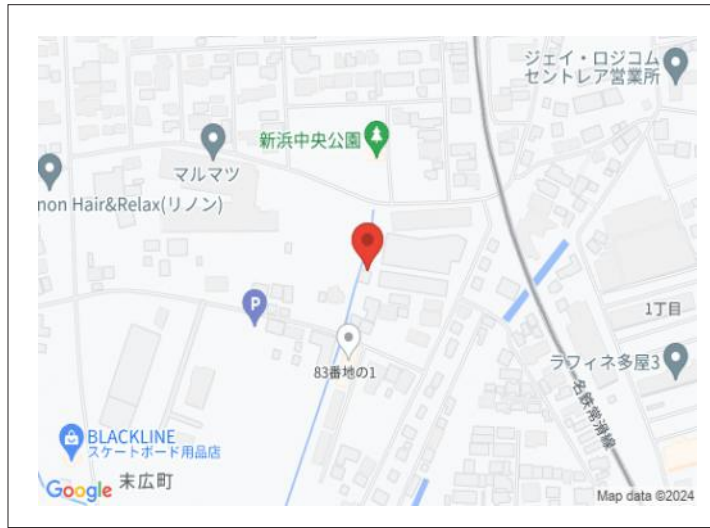 ジェイ・ロジコム
セントレア営業所
新浜中央公園
マルマツ
non Hair&Relax(リノン)
P
1丁目
83番地の1
ラフィネ多屋3
名鉄常滑線
BLACKLINE
スケートボード用品店
末広町
Google
Map data ©2024